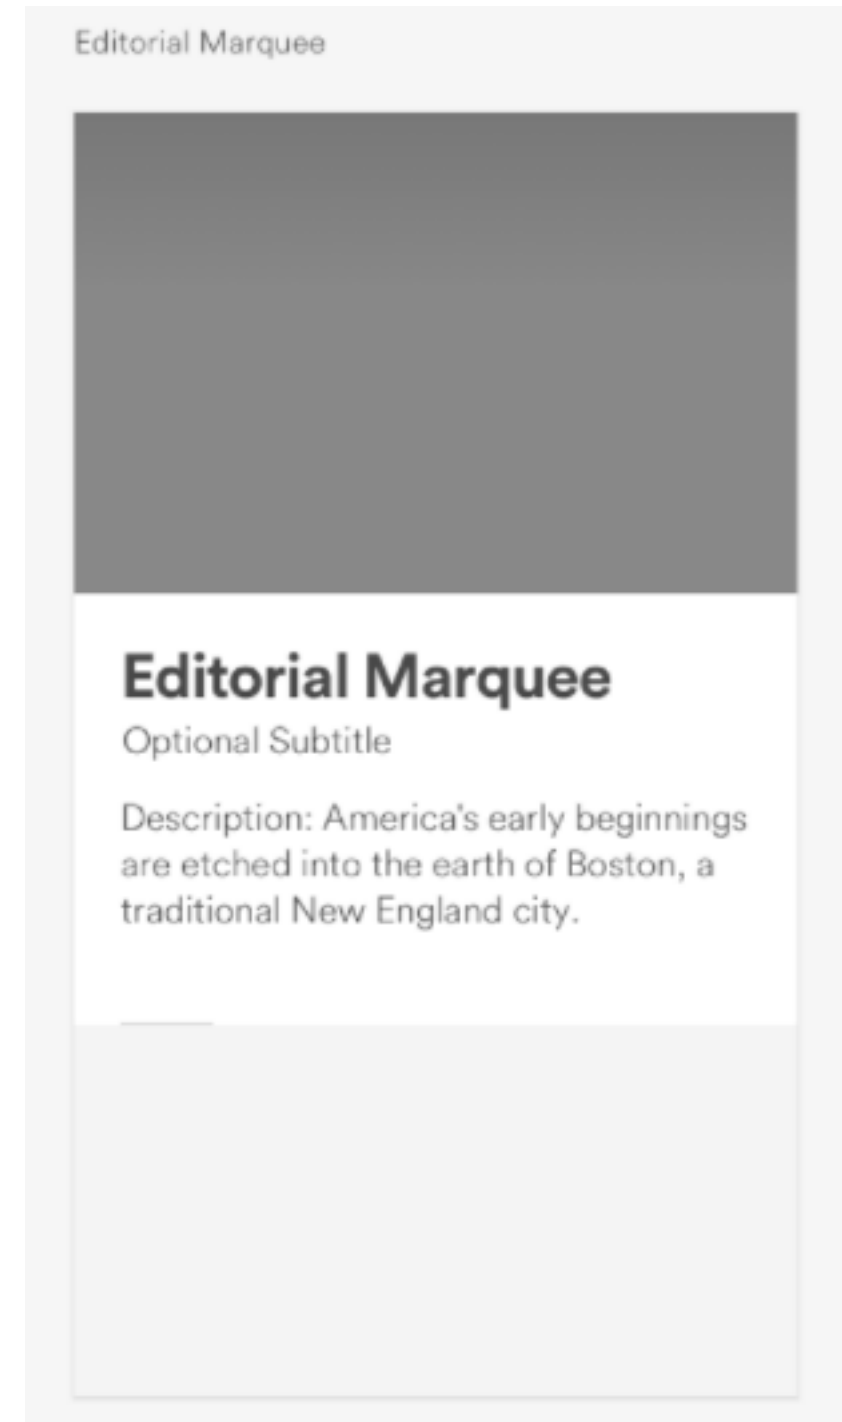 Editorial Marquee
Editorial Marquee
Optional Subtitle
Description: America's early beginnings
are etched into the earth of Boston, a
traditional New England city.